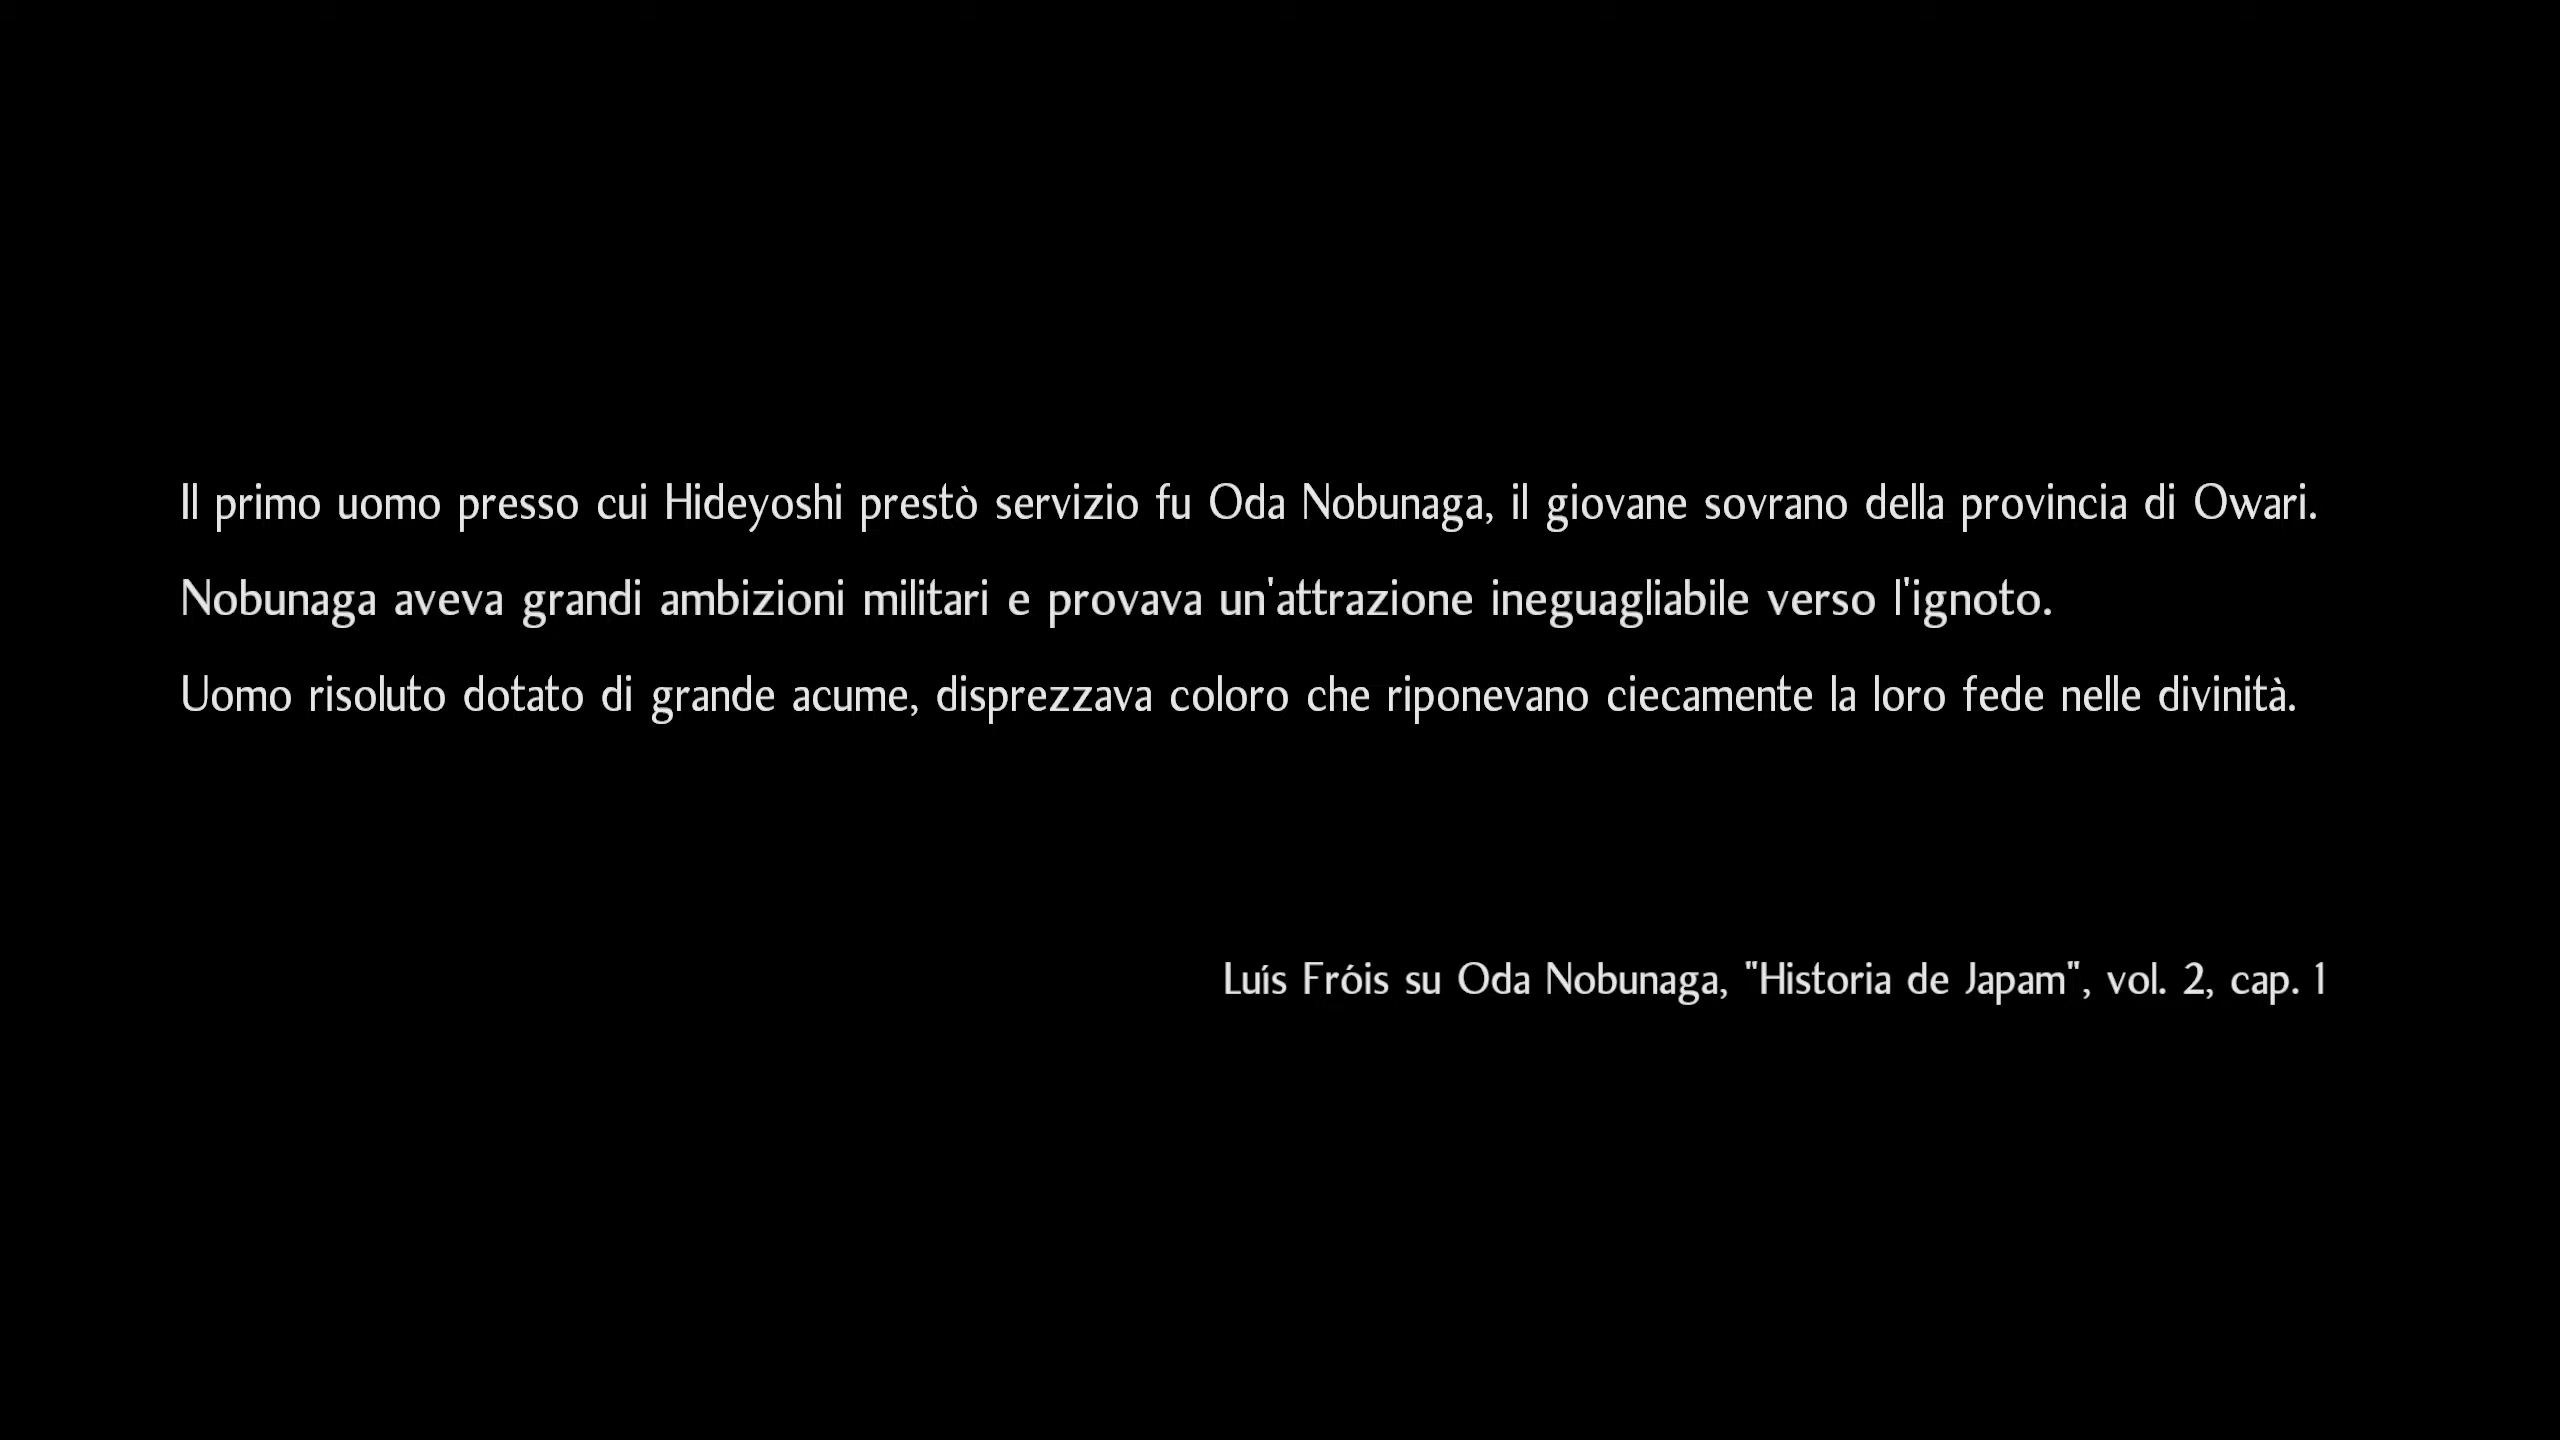 Il primo uomo presso cui Hideyoshi prestò servizio fu Oda Nobunaga, il giovane sovrano della provincia di Owari.
Nobunaga aveva grandi ambizioni militari e provava un'attrazione ineguagliabile verso l'ignoto.
Uomo risoluto dotato di grande acume, disprezzava coloro che riponevano ciecamente la loro fede nelle divinità.
Luís Fróis su Oda Nobunaga, "Historia de Japam", vol. 2, cap. 1